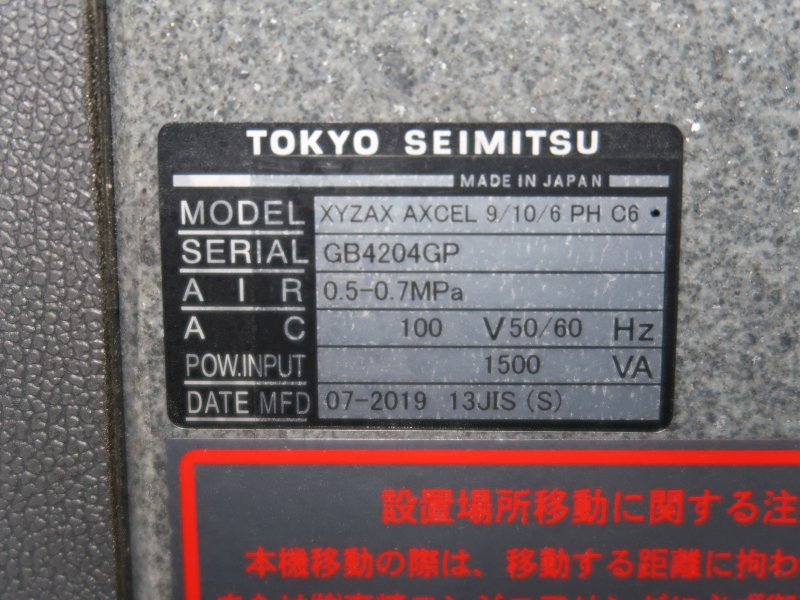 TOKYO SEIMITSU
MADE IN JAPAN
MODEL XYZAX AXCEL 9/10/6 PH C6
SERIAL GB4204GP
AIR 0.5-0.7MPa
AC 100 V 50/60 Hz
POW.INPUT 1500 VA
DATE MFD 07-2019 13JIS (S)
設置場所移動に関する注
本機移動の際は、移動する距離に拘わ